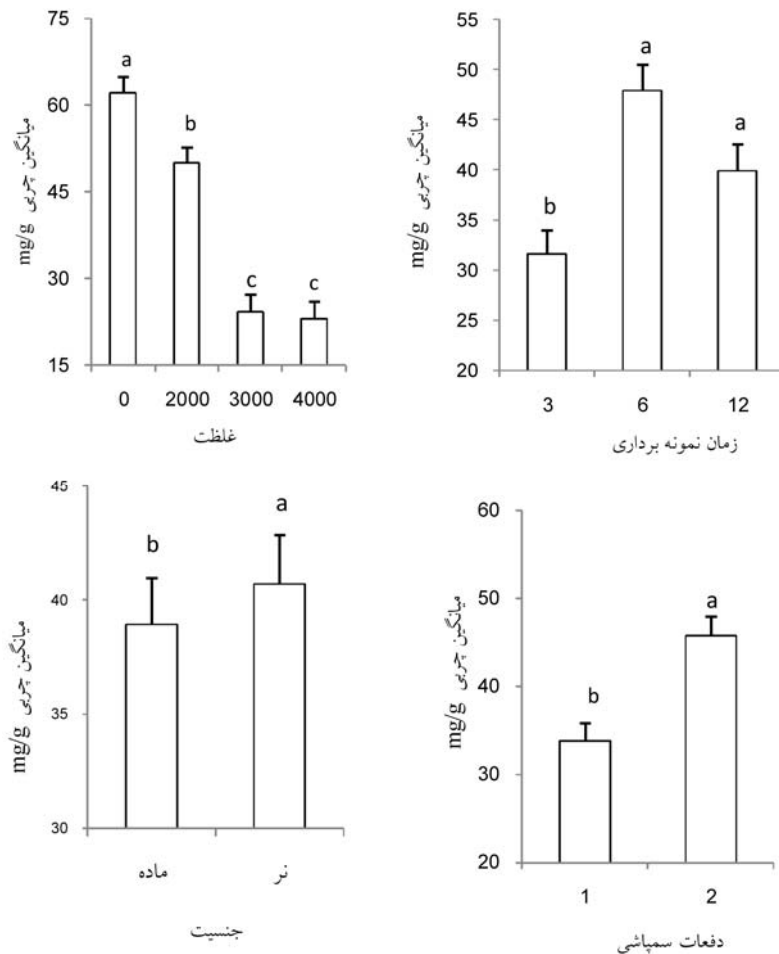 میانگین چربی mg/g
75
60
45
30
15
a
b
c
c
0 2000 3000 4000
غلظت
میانگین چربی mg/g
55
50
45
40
35
30
25
20
b
a
a
3 6 12
زمان نمونه برداری
میانگین چربی mg/g
45
40
35
30
b
a
ماده
نر
جنسیت
میانگین چربی mg/g
60
50
40
30
20
b
a
1 2
دفعات سمپاشی